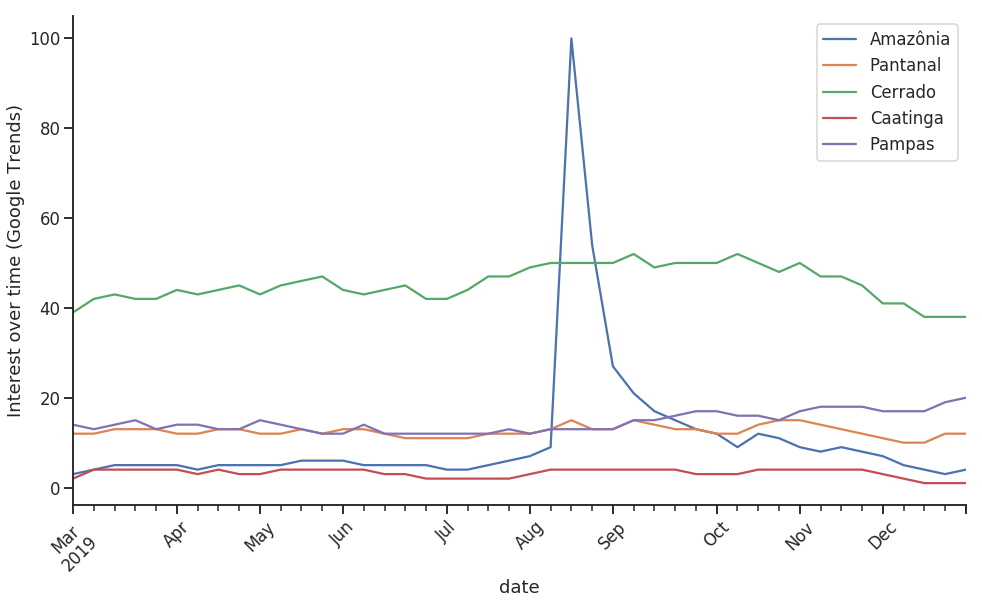 100
80
60
40
20
0
Interest over time (Google Trends)
Amazônia
Pantanal
Cerrado
Caatinga
Pampas
Mar
2019
Apr
May
Jun
Jul
Aug
Sep
Oct
Nov
Dec
date